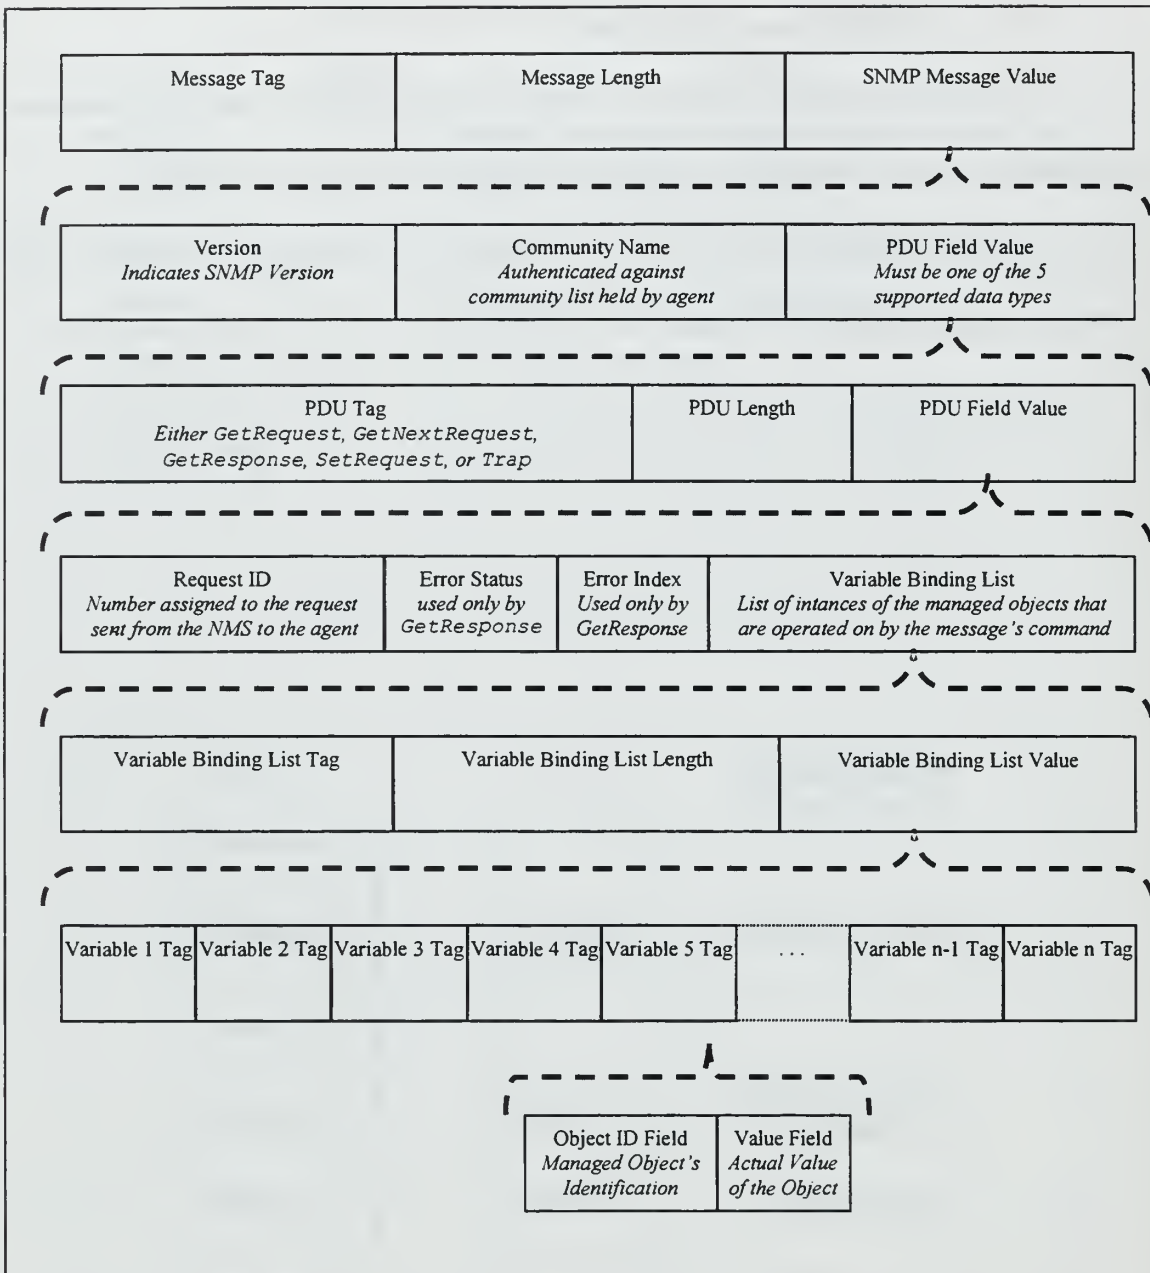 Message Tag
Message Length
SNMP Message Value
Version
Indicates SNMP Version
Community Name
Authenticated against
community list held by agent
PDU Field Value
Must be one of the 5
supported data types
PDU Tag
Either GetRequest, GetNextRequest,
GetResponse, SetRequest, or Trap
PDU Length
PDU Field Value
Request ID
Number assigned to the request
sent from the NMS to the agent
Error Status
used only by
GetResponse
Error Index
Used only by
GetResponse
Variable Binding List
List of intances of the managed objects that
are operated on by the message's command
Variable Binding List Tag
Variable Binding List Length
Variable Binding List Value
Variable 1 Tag
Variable 2 Tag
Variable 3 Tag
Variable 4 Tag
Variable 5 Tag
...
Variable n-1 Tag
Variable n Tag
Object ID Field
Managed Object's
Identification
Value Field
Actual Value
of the Object